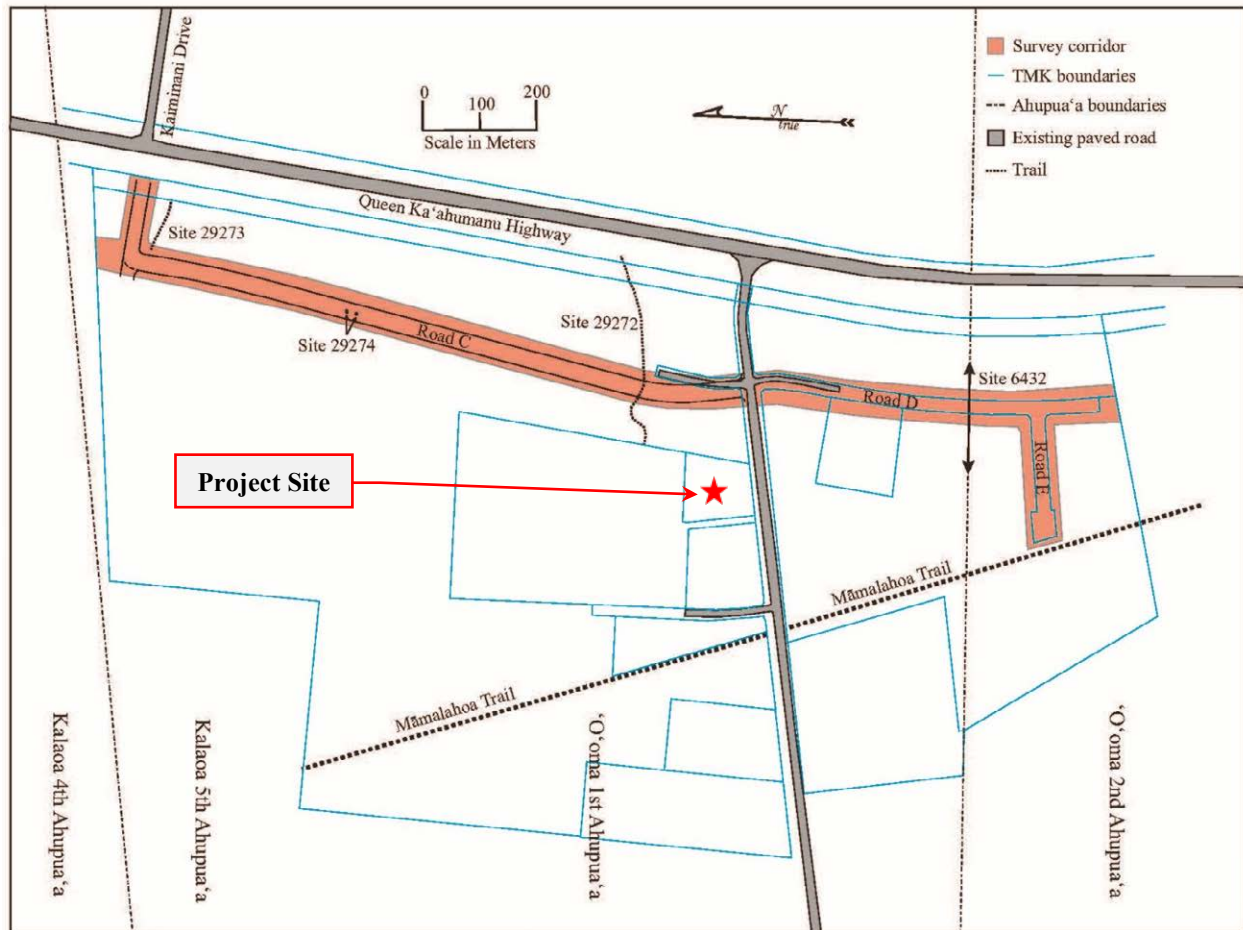 Kaiminani Drive
0 100 200
Scale in Meters
N
true
Survey corridor
TMK boundaries
Ahupua‘a boundaries
Existing paved road
Trail
Queen Ka‘ahumanu Highway
Site 29273
Site 29272
Site 29274
Road C
Site 6432
Road D
Road E
Project Site
Māmalahoa Trail
Māmalahoa Trail
Kalaoa 4th Ahupua‘a
Kalaoa 5th Ahupua‘a
‘O‘oma 1st Ahupua‘a
‘O‘oma 2nd Ahupua‘a